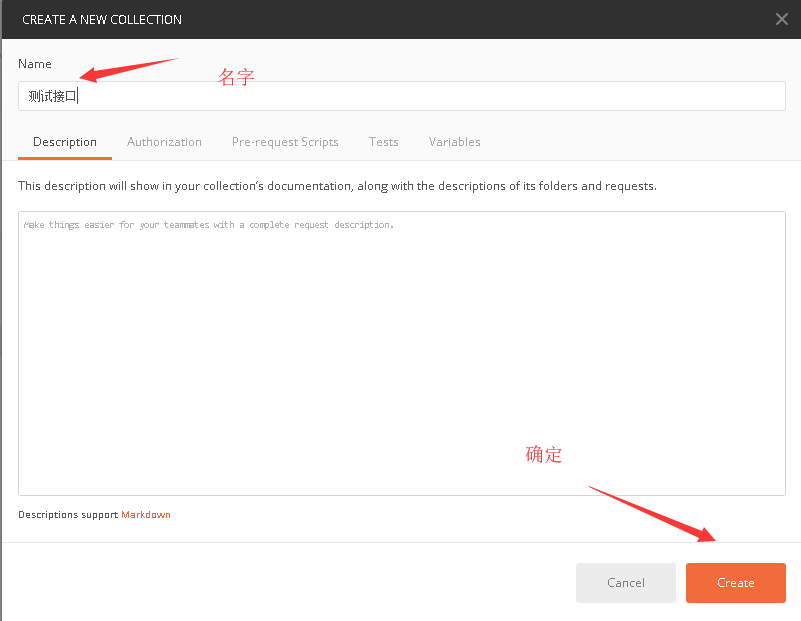 CREATE A NEW COLLECTION
Name
名字
测试接口
Description Authorization Pre-request Scripts Tests Variables
This description will show in your collection's documentation, along with the descriptions of its folders and requests.
Make things easier for your teammates with a complete request description.
确定
Descriptions support Markdown
Cancel Create